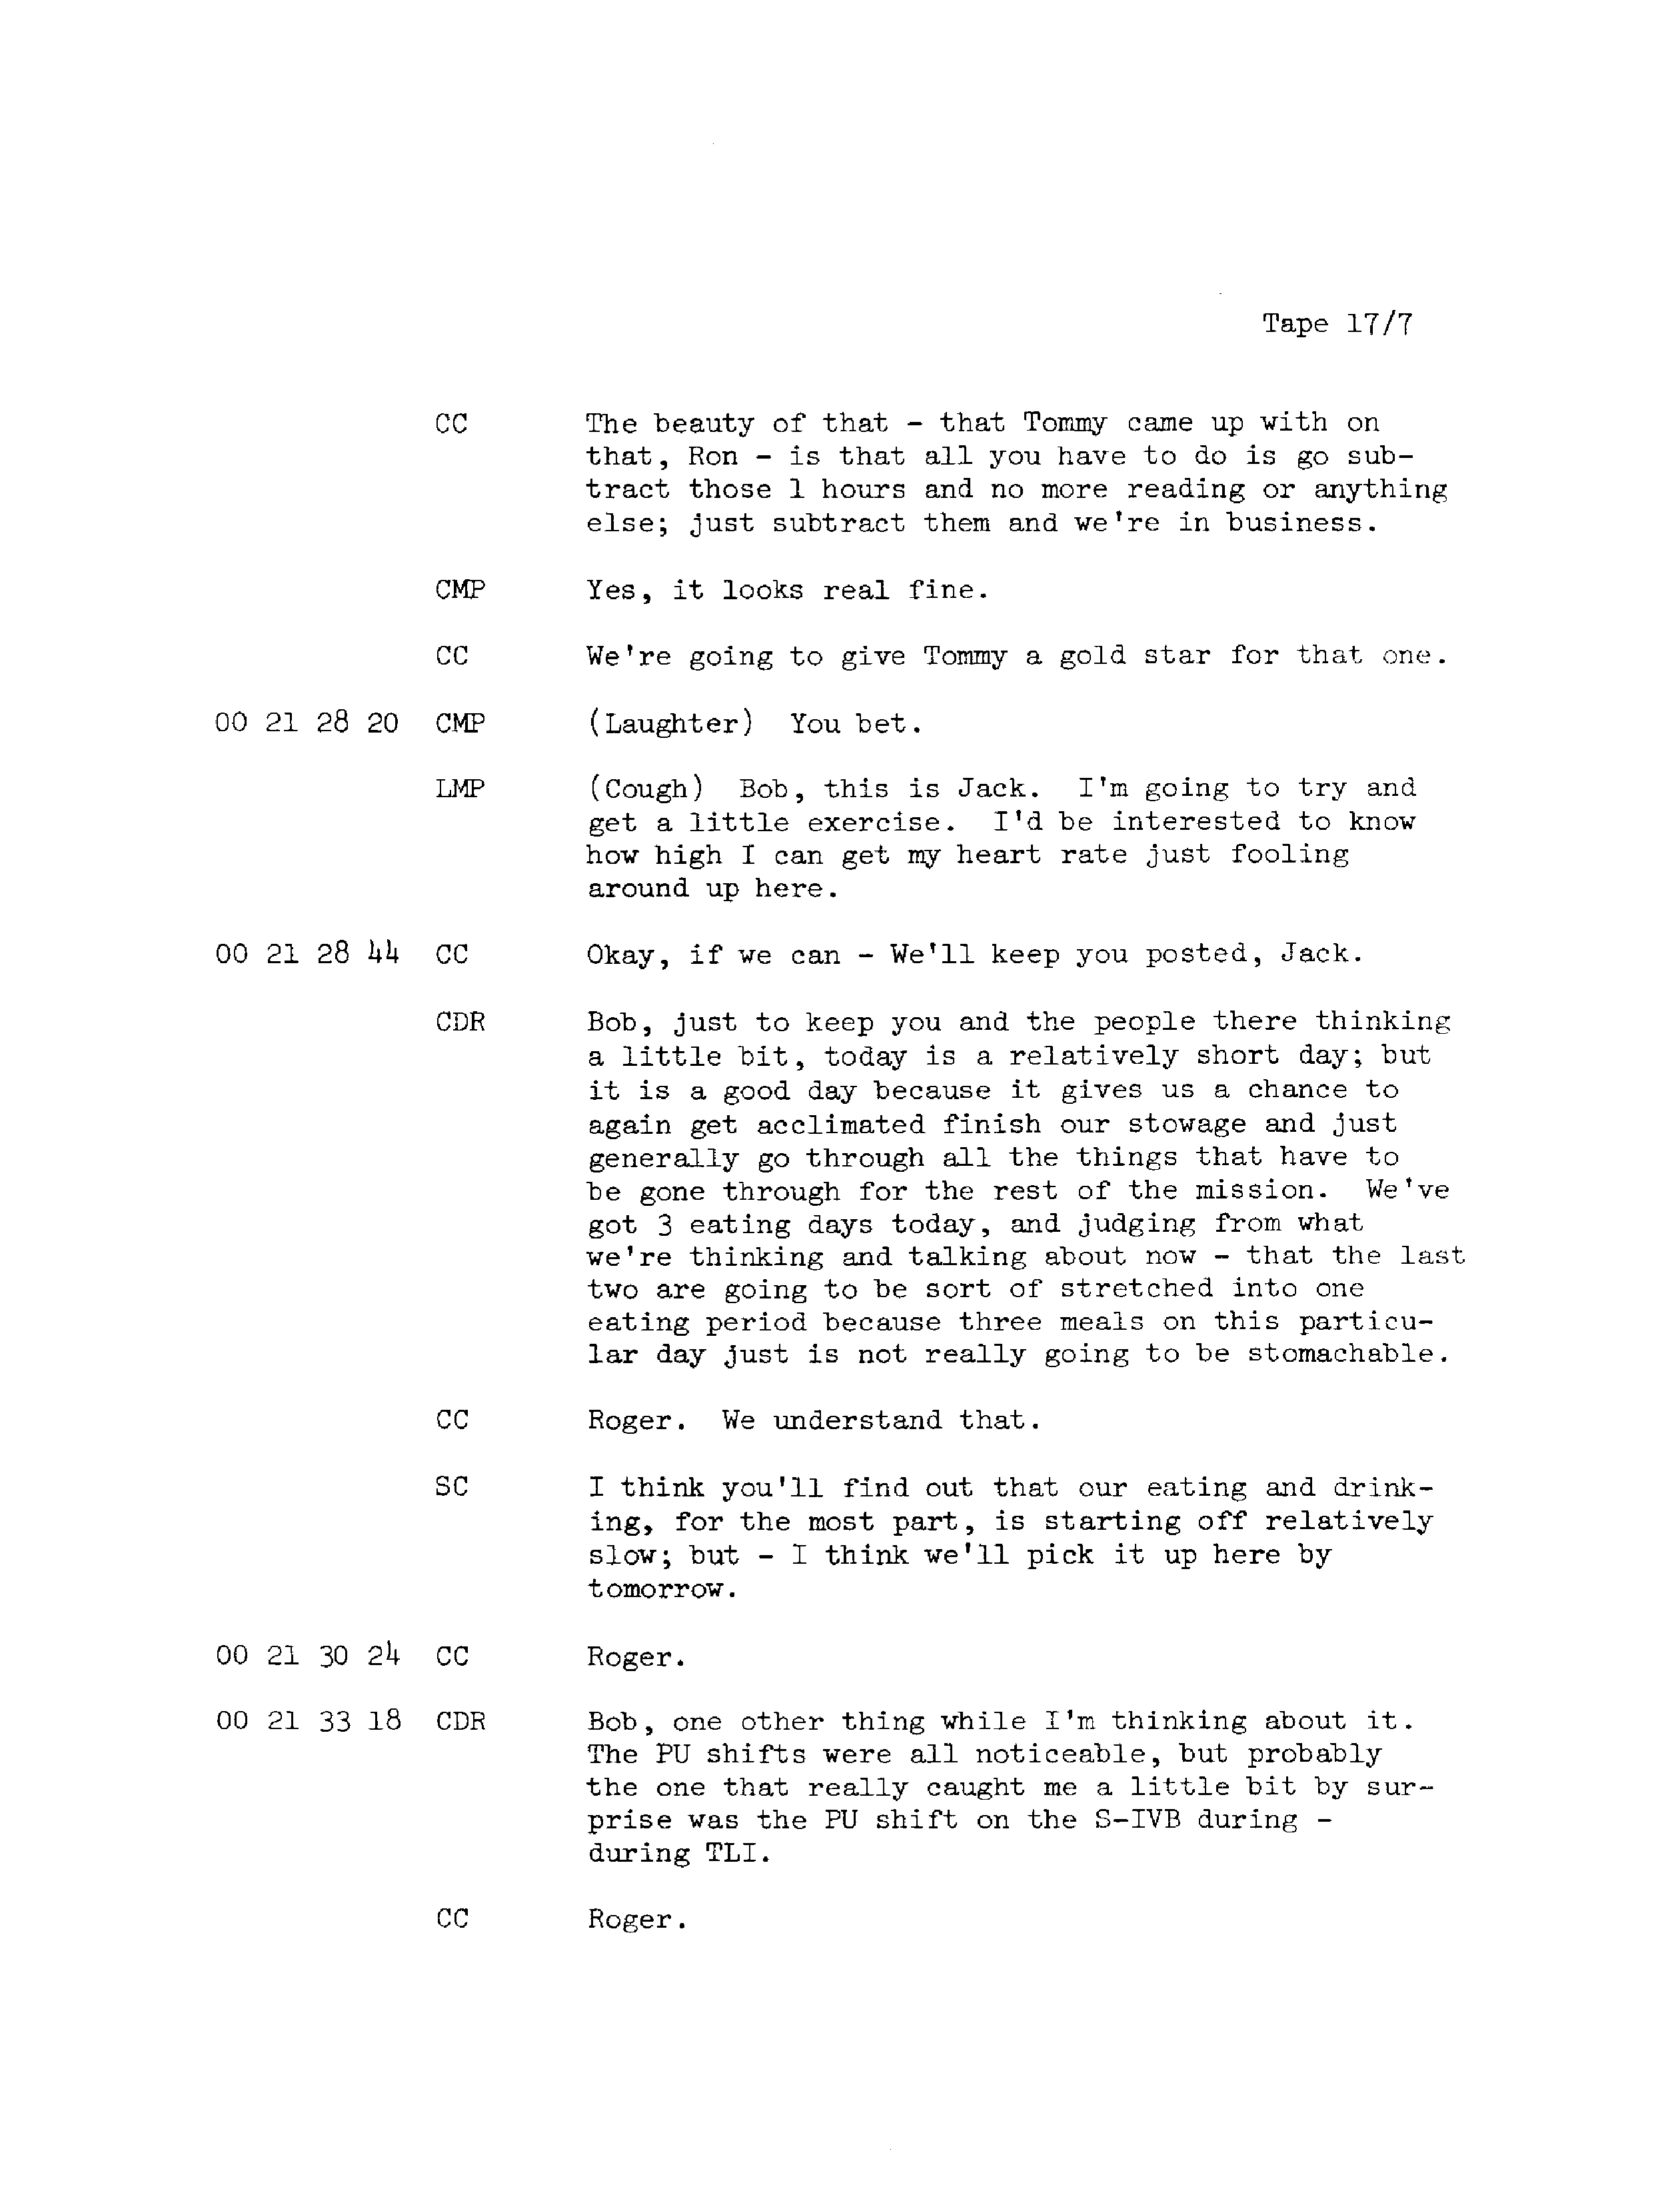 Tape 17/7
CC The beauty of that - that Tommy came up with on
that, Ron - is that all you have to do is go sub-
tract those 1 hours and no more reading or anything
else; just subtract them and we're in business.
CMP Yes, it looks real fine.
CC We're going to give Tommy a gold star for that one.
00 21 28 20 CMP (Laughter) You bet.
LMP (Cough) Bob, this is Jack. I'm going to try and
get a little exercise. I'd be interested to know
how high I can get my heart rate just fooling
around up here.
00 21 28 44 CC Okay, if we can - We'll keep you posted, Jack.
CDR Bob, just to keep you and the people there thinking
a little bit, today is a relatively short day; but
it is a good day because it gives us a chance to
again get acclimated finish our stowage and just
generally go through all the things that have to
be gone through for the rest of the mission. We've
got 3 eating days today, and judging from what
we're thinking and talking about now - that the last
two are going to be sort of stretched into one
eating period because three meals on this particu-
lar day just is not really going to be stomachable.
CC Roger. We understand that.
SC I think you'll find out that our eating and drink-
ing, for the most part, is starting off relatively
slow; but - I think we'll pick it up here by
tomorrow.
00 21 30 24 CC Roger.
00 21 33 18 CDR Bob, one other thing while I'm thinking about it.
The PU shifts were all noticeable, but probably
the one that really caught me a little bit by sur-
prise was the PU shift on the S-IVB during -
during TLI.
CC Roger.